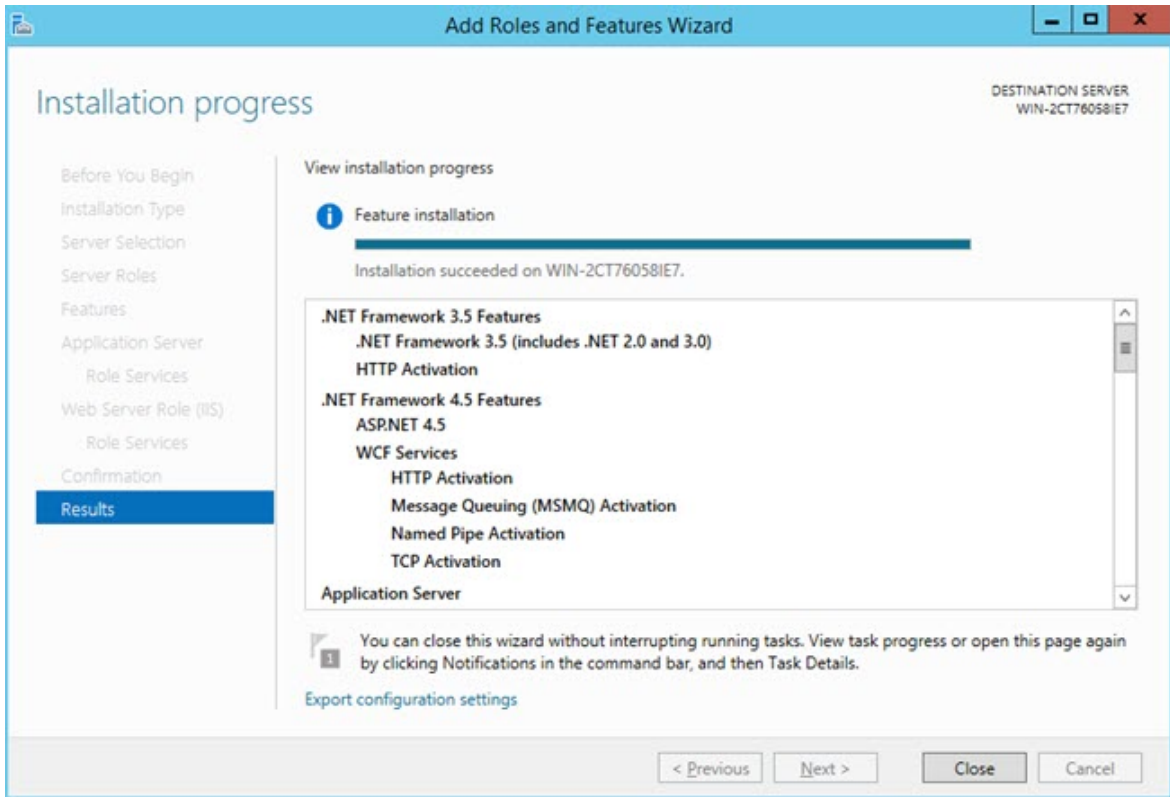 Add Roles and Features Wizard
Installation progress
DESTINATION SERVER
WIN-2CT76058IE7
Before You Begin
Installation Type
Server Selection
Server Roles
Features
Application Server
Role Services
Web Server Role (IIS)
Role Services
Confirmation
Results
View installation progress
Feature installation
Installation succeeded on WIN-2CT76058IE7.
.NET Framework 3.5 Features
.NET Framework 3.5 (includes .NET 2.0 and 3.0)
HTTP Activation
.NET Framework 4.5 Features
ASP.NET 4.5
WCF Services
HTTP Activation
Message Queuing (MSMQ) Activation
Named Pipe Activation
TCP Activation
Application Server
1
You can close this wizard without interrupting running tasks. View task progress or open this page again
by clicking Notifications in the command bar, and then Task Details.
Export configuration settings
< Previous
Next >
Close
Cancel